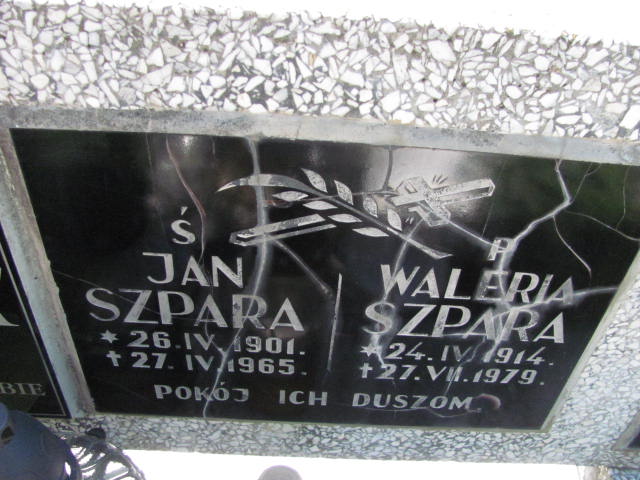 Ś P
JAN
SZPARA
* 26.IV.1901.
† 27.IV.1965.
WALERIA
SZPARA
* 24.IV.1914.
† 27.VII.1979.
POKÓJ ICH DUSZOM
BIE